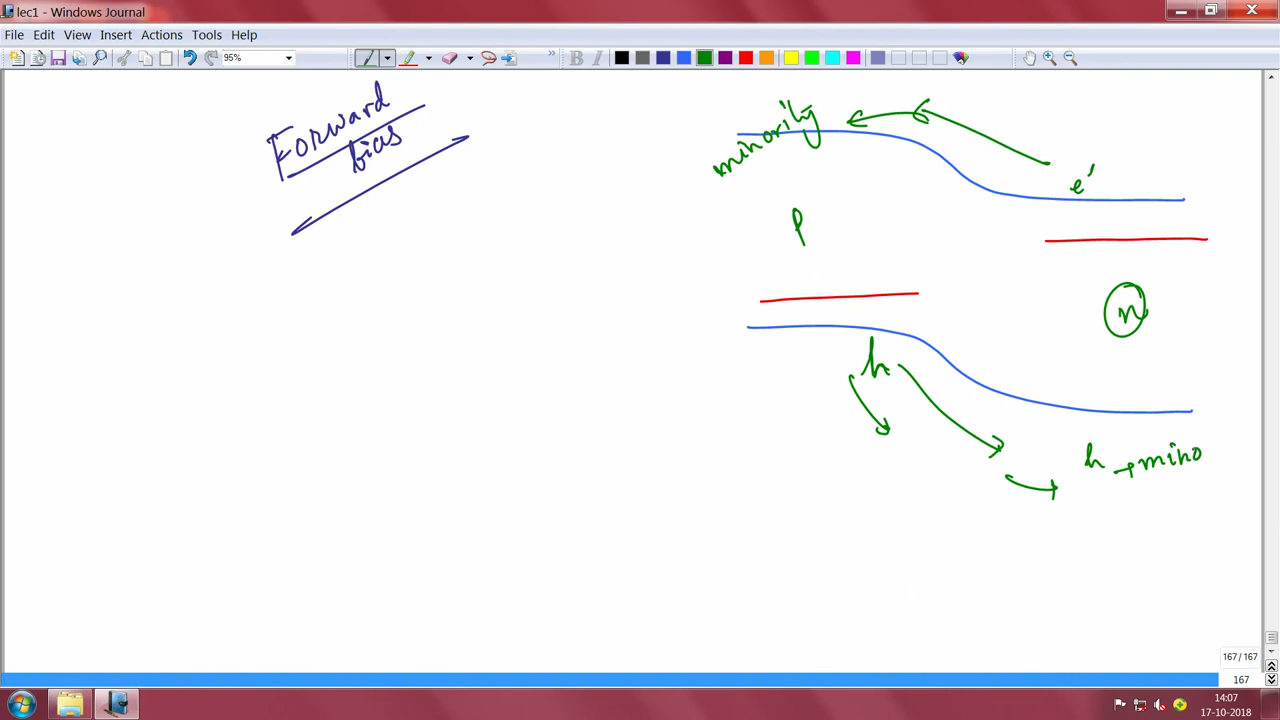 lec1 - Windows Journal
File Edit View Insert Actions Tools Help
95%
B I
Forward
bias
minority
e'
p
n
h
h → mino
167/167
167
14:07
17-10-2018